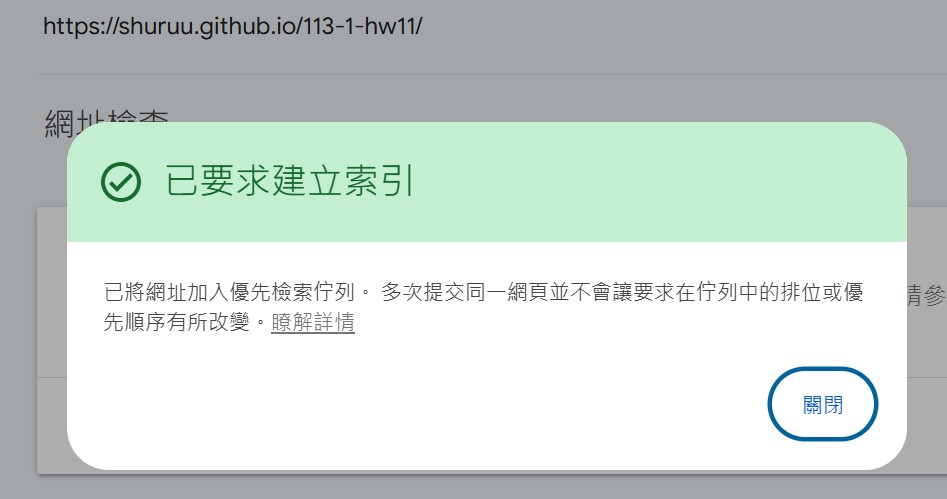 https://shuruu.github.io/113-1-hw11/
網址檢查
已要求建立索引
已將網址加入優先檢索佇列。 多次提交同一網頁並不會讓要求在佇列中的排位或優
先順序有所改變。瞭解詳情
請參
關閉